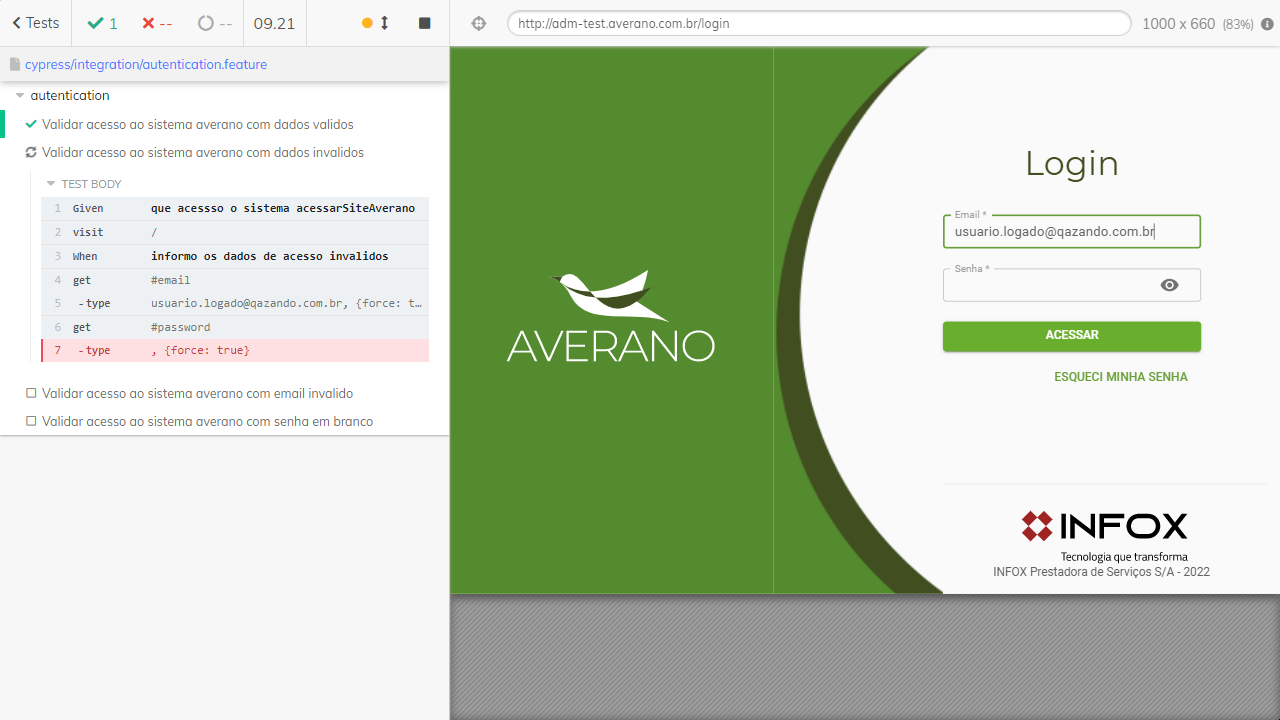 Tests
1
--
--
09.21
http://adm-test.averano.com.br/login
1000 x 660 (83%)
cypress/integration/autentication.feature
autentication
Validar acesso ao sistema averano com dados validos
Validar acesso ao sistema averano com dados invalidos
TEST BODY
1 Given que acessso o sistema acessarSiteAverano
2 visit /
3 When informo os dados de acesso invalidos
4 get #email
5 -type usuario.logado@qazando.com.br, {force: t…
6 get #password
7 -type , {force: true}
Validar acesso ao sistema averano com email invalido
Validar acesso ao sistema averano com senha em branco
AVERANO
Login
Email *
usuario.logado@qazando.com.br
Senha *
ACESSAR
ESQUECI MINHA SENHA
INFOX
Tecnologia que transforma
INFOX Prestadora de Serviços S/A - 2022